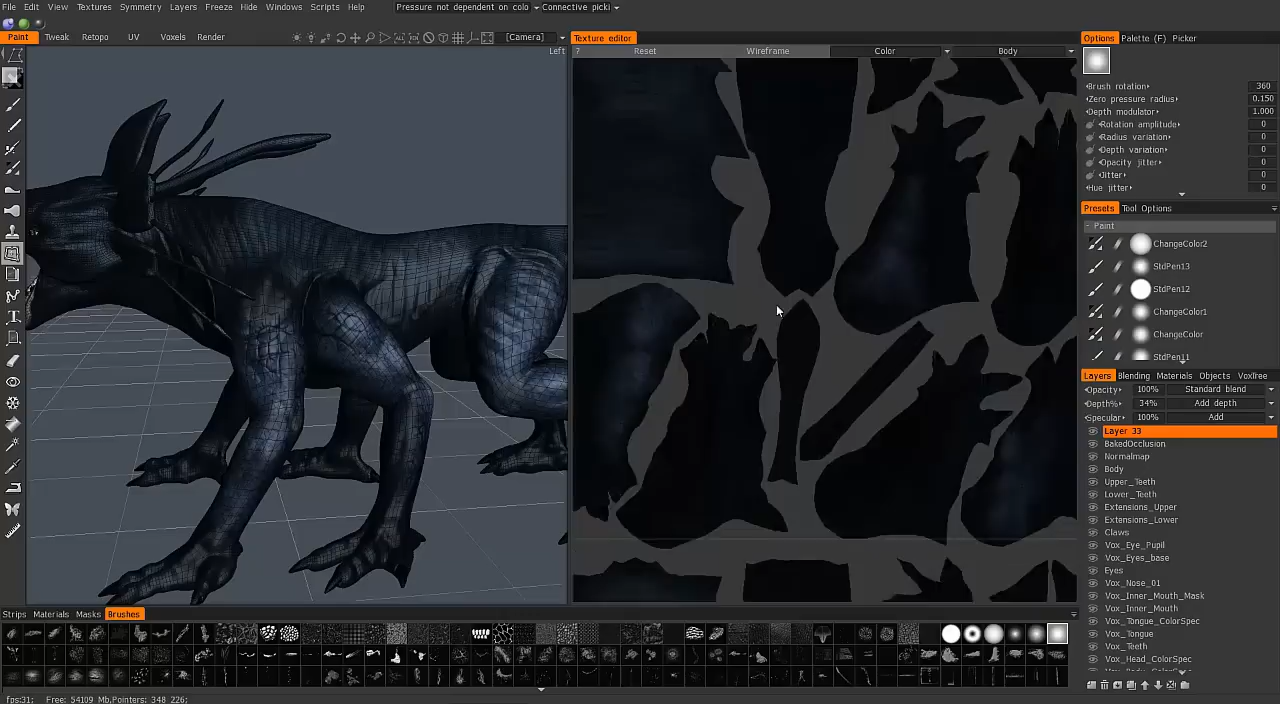 File Edit View Textures Symmetry Layers Freeze Hide Windows Scripts Help Pressure not dependent on colo Connective picki
Paint Tweak Retopo UV Voxels Render [Camera] Texture editor Options Palette (F) Picker
Left 7 Reset Wireframe Color Body
Brush rotation 360
Zero pressure radius 0.150
Depth modulator 1.000
Rotation amplitude 0
Radius variation 0
Depth variation 0
Opacity jitter 0
Jitter 0
Hue jitter 0
Presets Tool Options
- Paint
ChangeColor2
StdPen13
StdPen12
ChangeColor1
ChangeColor
StdPen11
Layers Blending Materials Objects VoxTree
Opacity 100% Standard blend
Depth% 34% Add depth
Specular 100% Add
Layer 33
BakedOcclusion
Normalmap
Body
Upper_Teeth
Lower_Teeth
Extensions_Upper
Extensions_Lower
Claws
Vox_Eye_Pupil
Vox_Eyes_base
Eyes
Vox_Nose_01
Vox_Inner_Mouth_Mask
Vox_Inner_Mouth
Vox_Tongue_ColorSpec
Vox_Tongue
Vox_Teeth
Vox_Head_ColorSpec
Strips Materials Masks Brushes
fps:31; Free: 54109 Mb,Pointers: 348 226;